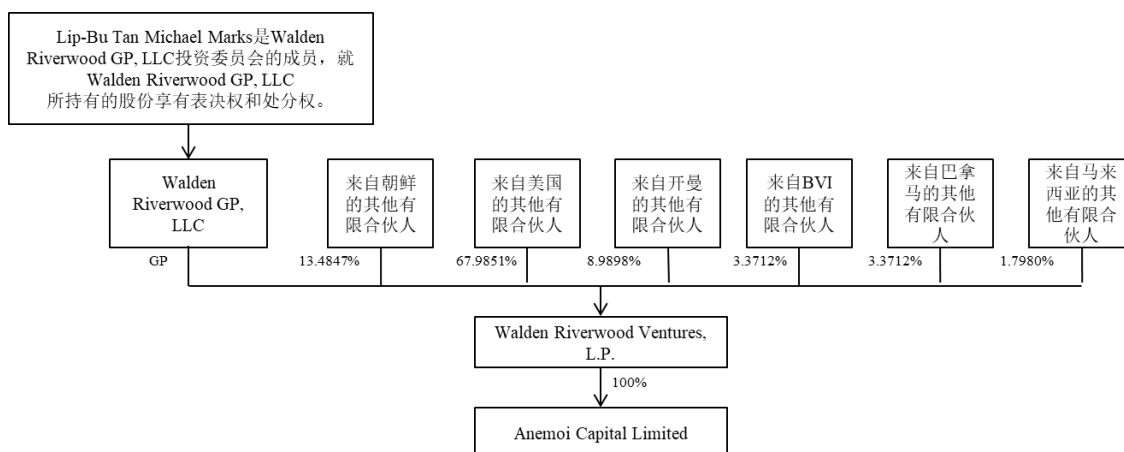 Lip-Bu Tan Michael Marks是Walden
Riverwood GP, LLC投资委员会的成员，就
Walden Riverwood GP, LLC
所持有的股份享有表决权和处分权。
Walden
Riverwood GP,
LLC
来自朝鲜
的其他有
限合伙人
来自美国
的其他有
限合伙人
来自开曼
的其他有
限合伙人
来自BVI
的其他有
限合伙人
来自巴拿
马的其他
有限合伙
人
来自马来
西亚的其
他有限合
伙人
GP
13.4847%
67.9851%
8.9898%
3.3712%
3.3712%
1.7980%
Walden Riverwood Ventures,
L.P.
100%
Anemoi Capital Limited